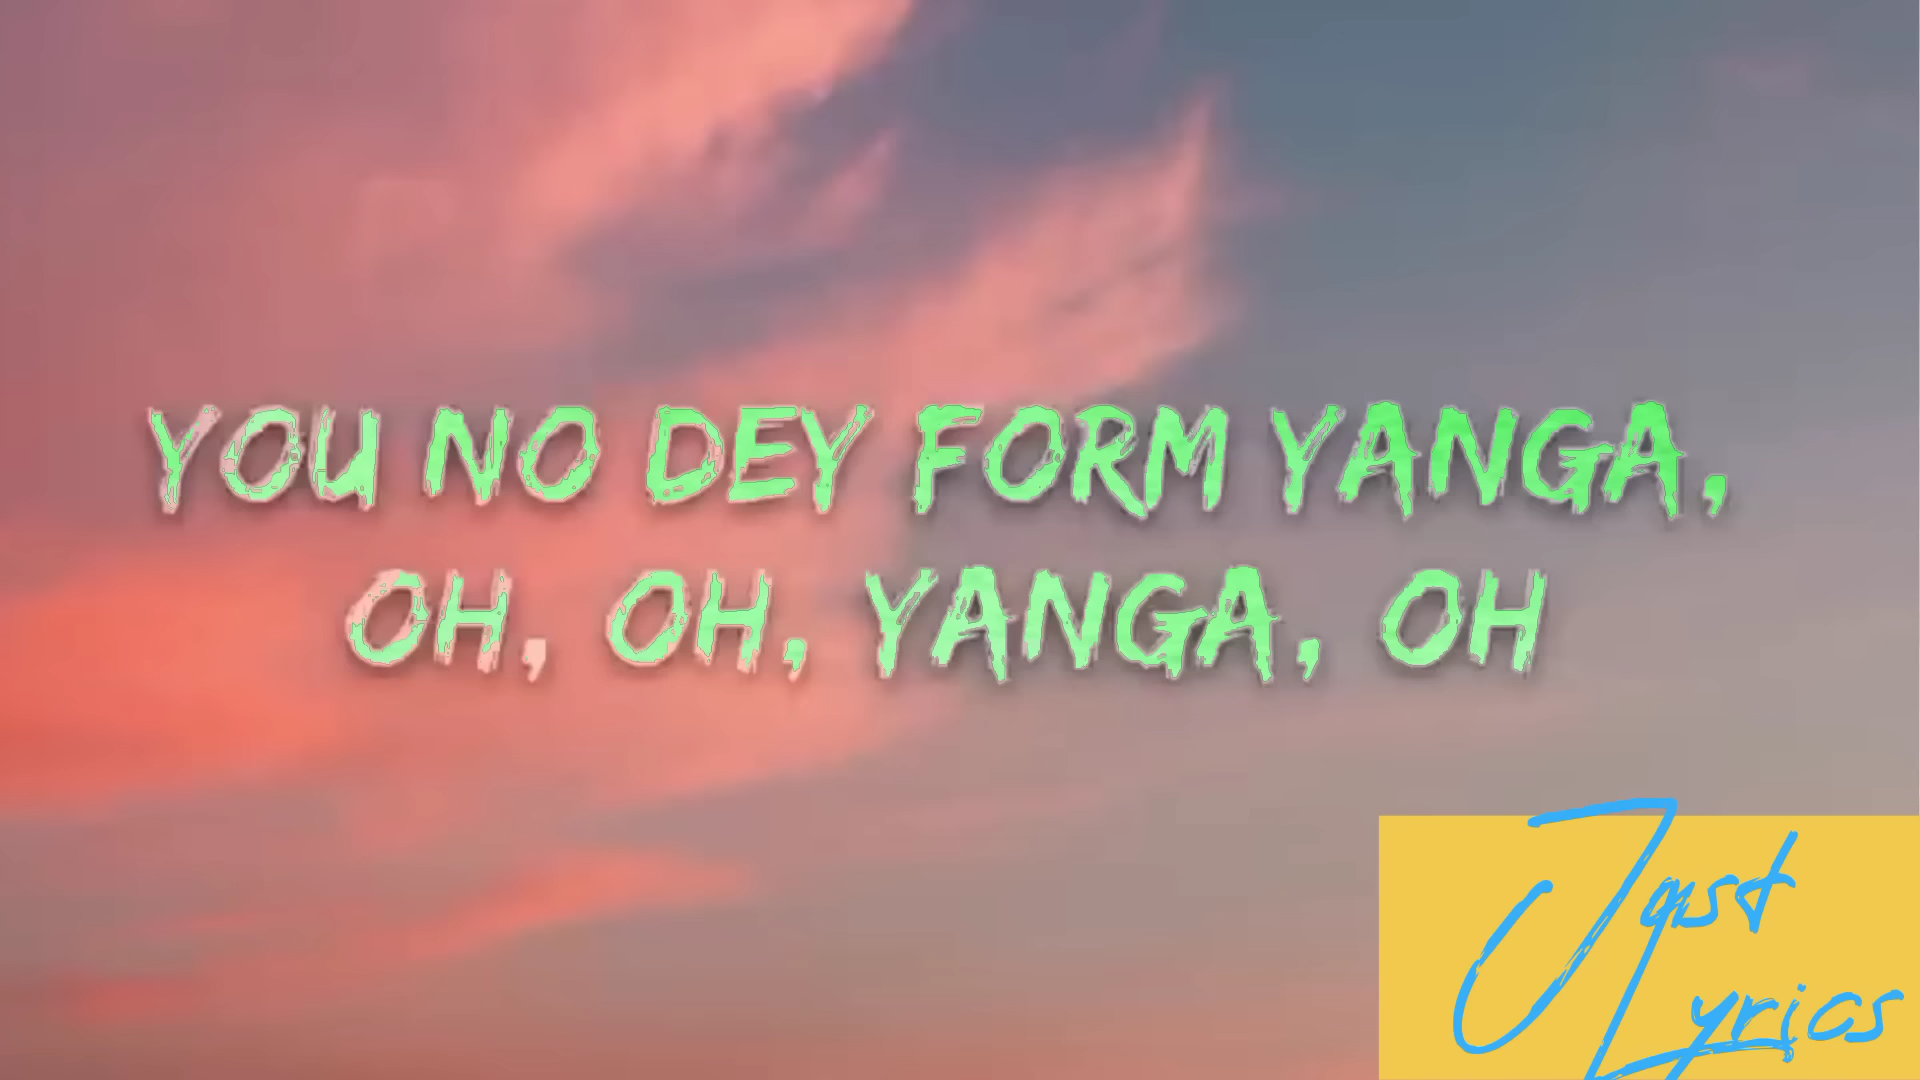 YOU NO DEY FORM YANGA,
OH, OH, YANGA, OH
Just
Lyrics